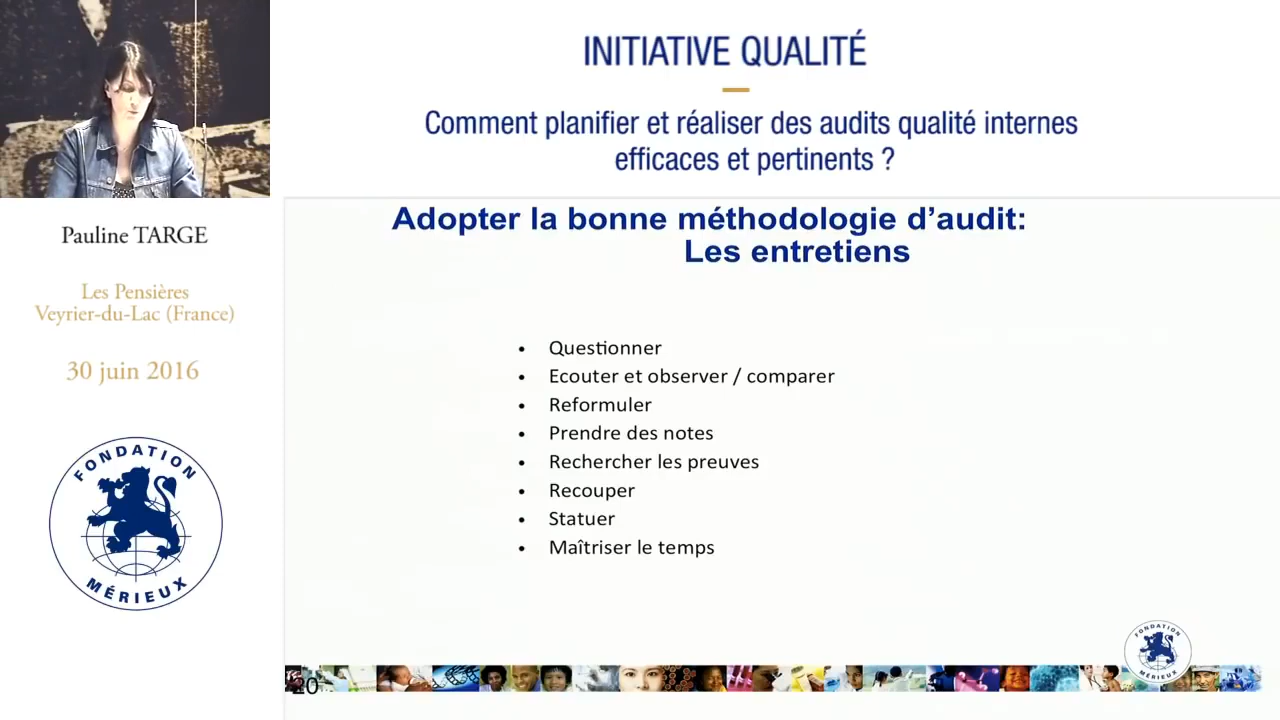 INITIATIVE QUALITÉ
Comment planifier et réaliser des audits qualité internes
efficaces et pertinents ?
Pauline TARGE
Les Pensières
Veyrier-du-Lac (France)
30 juin 2016
FONDATION
MÉRIEUX
Adopter la bonne méthodologie d’audit:
Les entretiens
• Questionner
• Ecouter et observer / comparer
• Reformuler
• Prendre des notes
• Rechercher les preuves
• Recouper
• Statuer
• Maîtriser le temps
FONDATION
MÉRIEUX
20